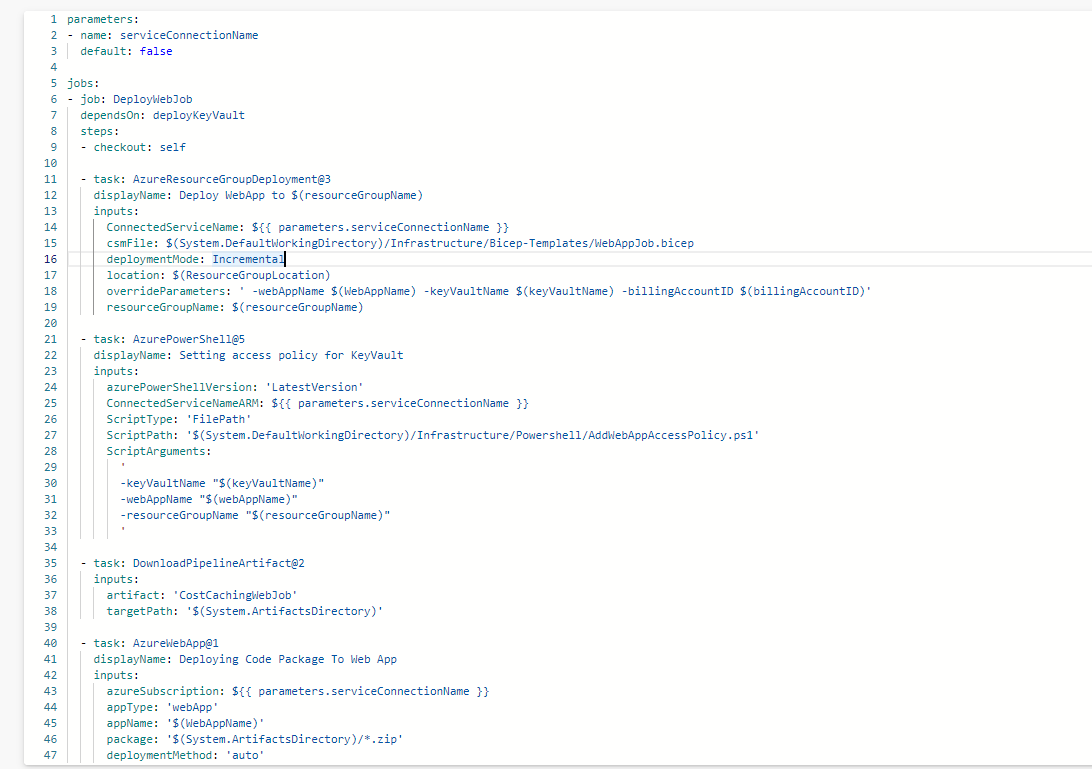 1 parameters:
2 - name: serviceConnectionName
3 default: false
4
5 jobs:
6 - job: DeployWebJob
7 dependsOn: deployKeyVault
8 steps:
9 - checkout: self
10
11 - task: AzureResourceGroupDeployment@3
12 displayName: Deploy WebApp to $(resourceGroupName)
13 inputs:
14 ConnectedServiceName: ${{ parameters.serviceConnectionName }}
15 csmFile: $(System.DefaultWorkingDirectory)/Infrastructure/Bicep-Templates/WebAppJob.bicep
16 deploymentMode: Incremental
17 location: $(ResourceGroupLocation)
18 overrideParameters: ' -webAppName $(WebAppName) -keyVaultName $(keyVaultName) -billingAccountID $(billingAccountID)'
19 resourceGroupName: $(resourceGroupName)
20
21 - task: AzurePowerShell@5
22 displayName: Setting access policy for KeyVault
23 inputs:
24 azurePowerShellVersion: 'LatestVersion'
25 ConnectedServiceNameARM: ${{ parameters.serviceConnectionName }}
26 ScriptType: 'FilePath'
27 ScriptPath: '$(System.DefaultWorkingDirectory)/Infrastructure/Powershell/AddWebAppAccessPolicy.ps1'
28 ScriptArguments:
29 '
30 -keyVaultName "$(keyVaultName)"
31 -webAppName "$(webAppName)"
32 -resourceGroupName "$(resourceGroupName)"
33 '
34
35 - task: DownloadPipelineArtifact@2
36 inputs:
37 artifact: 'CostCachingWebJob'
38 targetPath: '$(System.ArtifactsDirectory)'
39
40 - task: AzureWebApp@1
41 displayName: Deploying Code Package To Web App
42 inputs:
43 azureSubscription: ${{ parameters.serviceConnectionName }}
44 appType: 'webApp'
45 appName: '$(WebAppName)'
46 package: '$(System.ArtifactsDirectory)/*.zip'
47 deploymentMethod: 'auto'